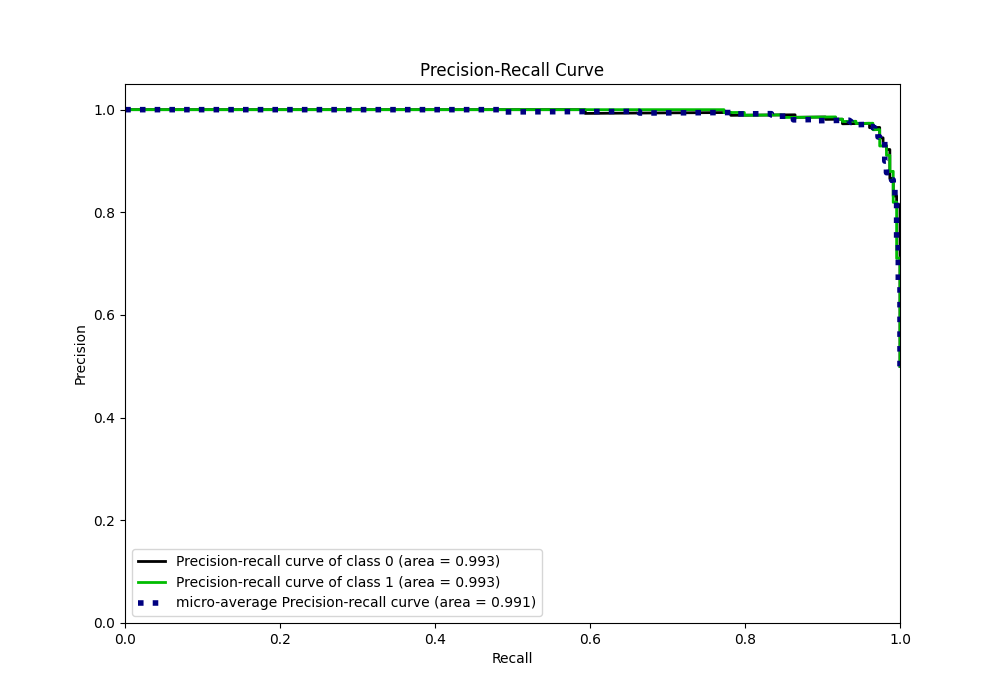 Precision-Recall Curve
1.0
0.8
0.6
0.4
0.2
0.0
Precision
Precision-recall curve of class 0 (area = 0.993)
Precision-recall curve of class 1 (area = 0.993)
micro-average Precision-recall curve (area = 0.991)
0.0 0.2 0.4 0.6 0.8 1.0
Recall